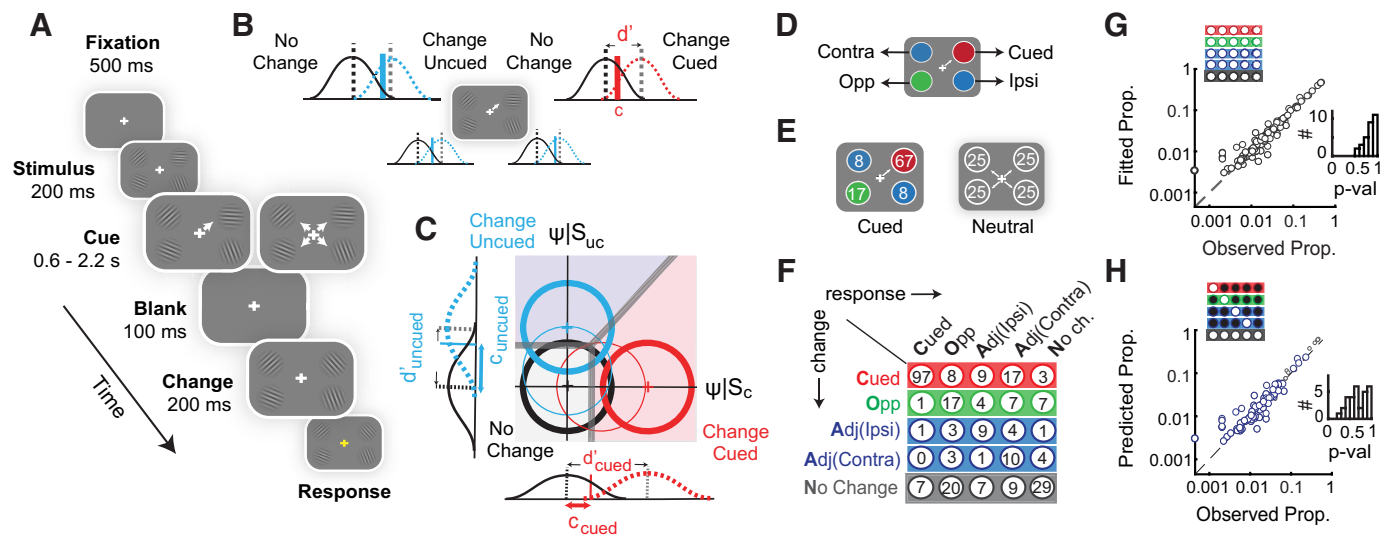 A
Fixation
500 ms
Stimulus
200 ms
Cue
0.6 - 2.2 s
Blank
100 ms
Change
200 ms
Time
Response
B
No
Change
Change
Uncued
No
Change
d'
Change
Cued
c
C
Change
Uncued
Ψ|Suc
d'uncued
c uncued
Ψ|Sc
No
Change
Change
Cued
d'cued
c cued
D
Contra
Cued
Opp
Ipsi
E
8
67
17
8
Cued
25
25
25
25
Neutral
F
response
change
Cued
Opp
Adj(Ipsi)
Adj(Contra)
No ch.
Cued 97 8 9 17 3
Opp 1 17 4 7 7
Adj(Ipsi) 1 3 9 4 1
Adj(Contra) 0 3 1 10 4
No Change 7 20 7 9 29
G
Fitted Prop.
1
0.1
0.01
0.001
0.001 0.01 0.1 1
Observed Prop.
#
10
0
0 0.5 1
p-val
H
Predicted Prop.
1
0.1
0.01
0.001
0.001 0.01 0.1 1
Observed Prop.
#
5
0
0 0.5 1
p-val